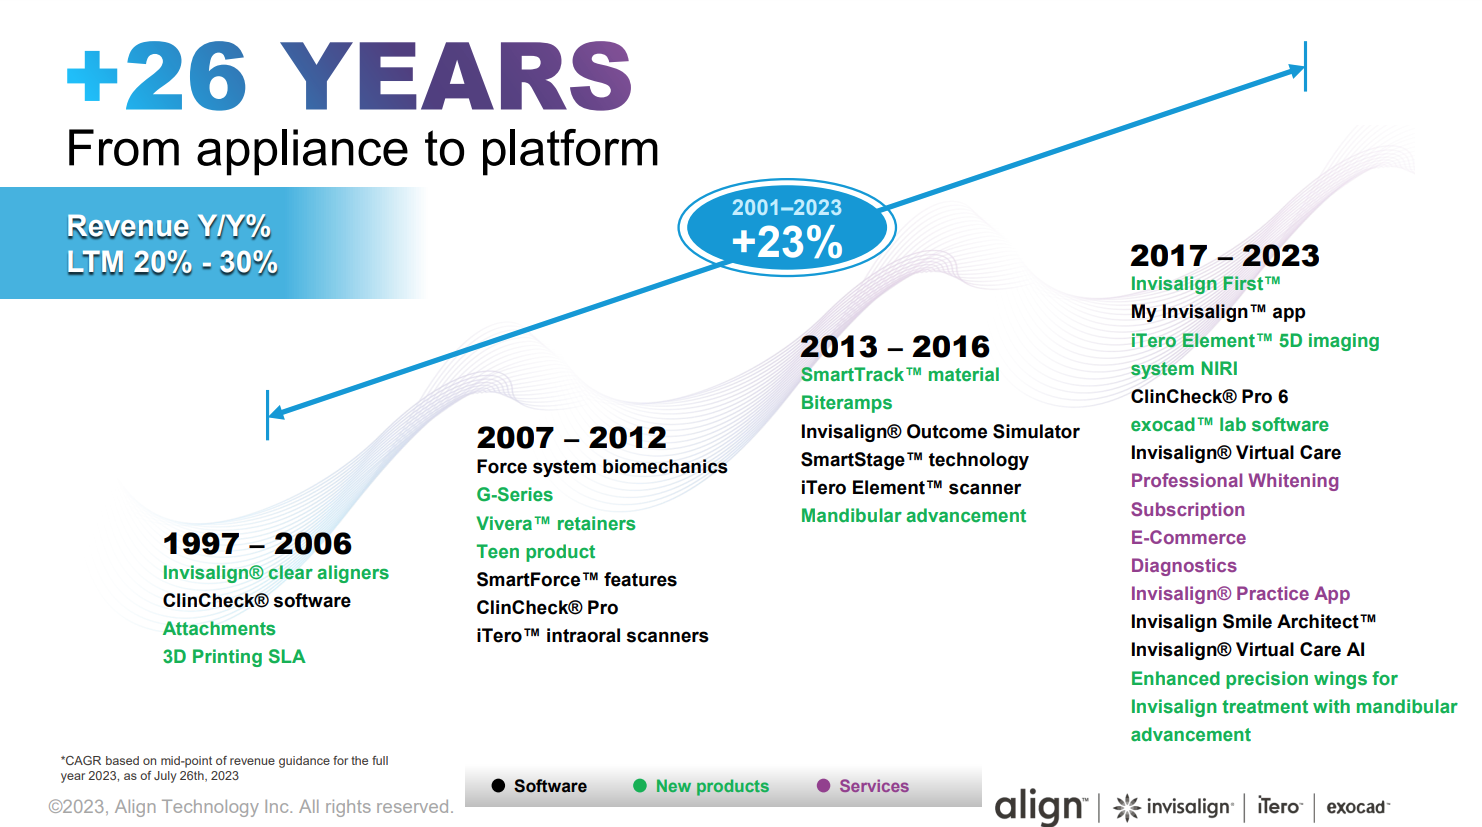 +26 YEARS
From appliance to platform
Revenue Y/Y%
LTM 20% - 30%
2001–2023
+23%
1997 – 2006
Invisalign® clear aligners
ClinCheck® software
Attachments
3D Printing SLA
2007 – 2012
Force system biomechanics
G-Series
Vivera™ retainers
Teen product
SmartForce™ features
ClinCheck® Pro
iTero™ intraoral scanners
2013 – 2016
SmartTrack™ material
Biteramps
Invisalign® Outcome Simulator
SmartStage™ technology
iTero Element™ scanner
Mandibular advancement
2017 – 2023
Invisalign First™
My Invisalign™ app
iTero Element™ 5D imaging
system NIRI
ClinCheck® Pro 6
exocad™ lab software
Invisalign® Virtual Care
Professional Whitening
Subscription
E-Commerce
Diagnostics
Invisalign® Practice App
Invisalign Smile Architect™
Invisalign® Virtual Care AI
Enhanced precision wings for
Invisalign treatment with mandibular
advancement
*CAGR based on mid-point of revenue guidance for the full
year 2023, as of July 26th, 2023
©2023, Align Technology Inc. All rights reserved.
Software New products Services
align™ | invisalign® | iTero™ | exocad™